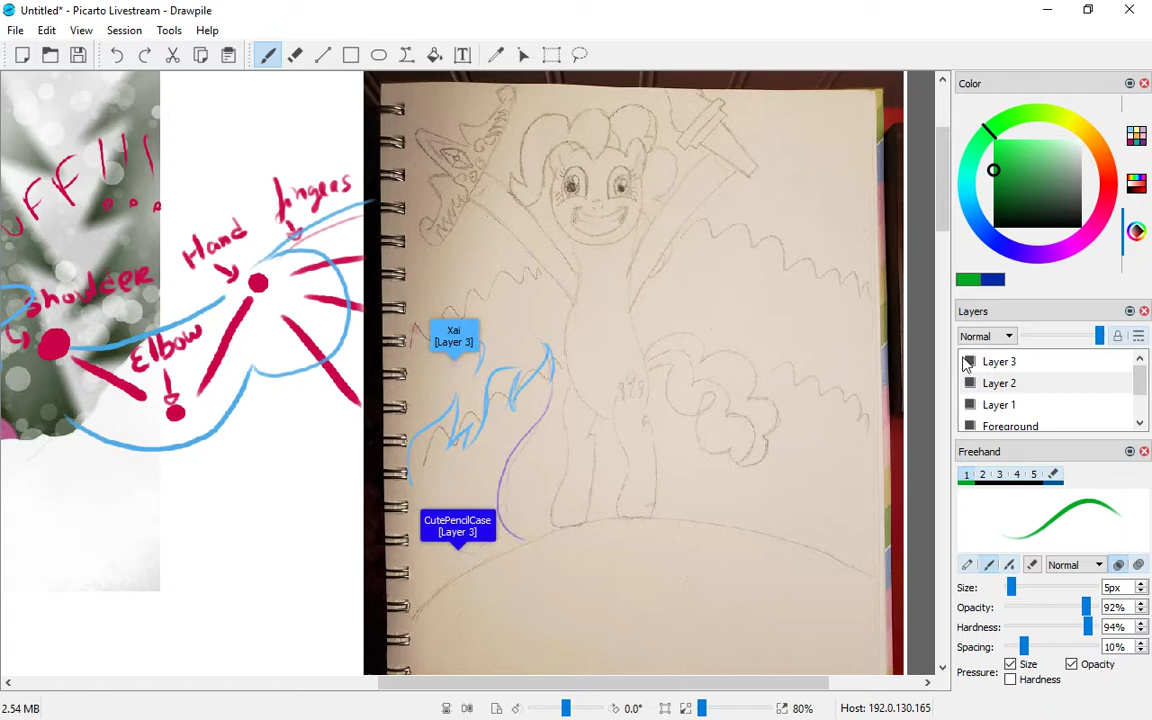 Untitled* - Picarto Livestream - Drawpile
File Edit View Session Tools Help
UFF!!!
shoulder
Hand
fingers
Elbow
Xai
[Layer 3]
CutePencilCase
[Layer 3]
Color
Layers
Normal
Layer 3
Layer 2
Layer 1
Foreground
Freehand
1 2 3 4 5
Normal
Size: 5px
Opacity: 92%
Hardness: 94%
Spacing: 10%
Pressure: Size Opacity
Hardness
2.54 MB 0.0° 80% Host: 192.0.130.165